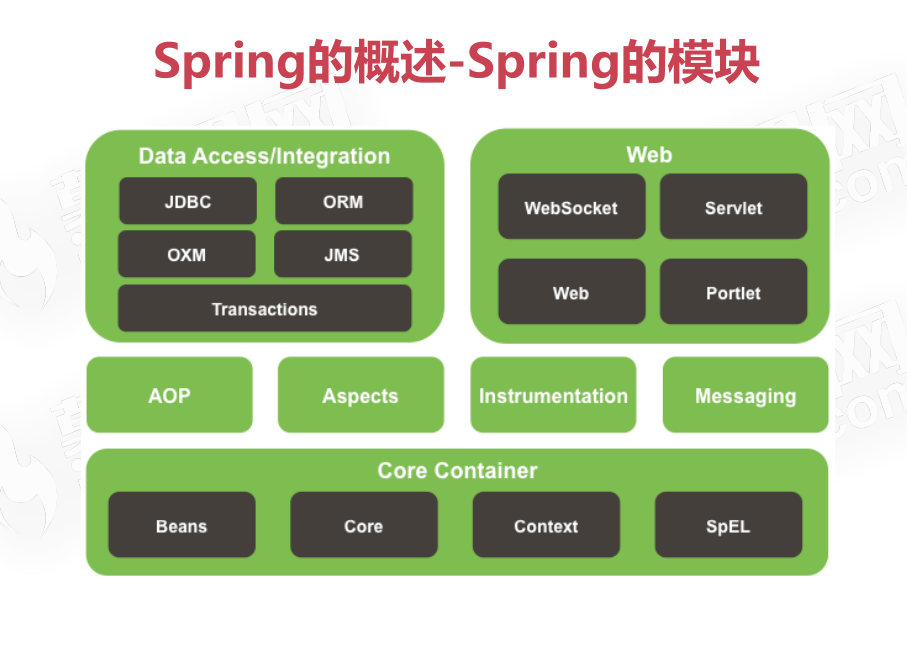 Spring的概述-Spring的模块
Data Access/Integration
JDBC
ORM
OXM
JMS
Transactions
Web
WebSocket
Servlet
Web
Portlet
AOP
Aspects
Instrumentation
Messaging
Core Container
Beans
Core
Context
SpEL